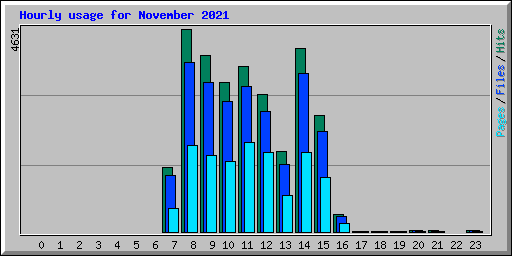 Hourly usage for November 2021
4631
Pages / Files / Hits
0 1 2 3 4 5 6 7 8 9 10 11 12 13 14 15 16 17 18 19 20 21 22 23